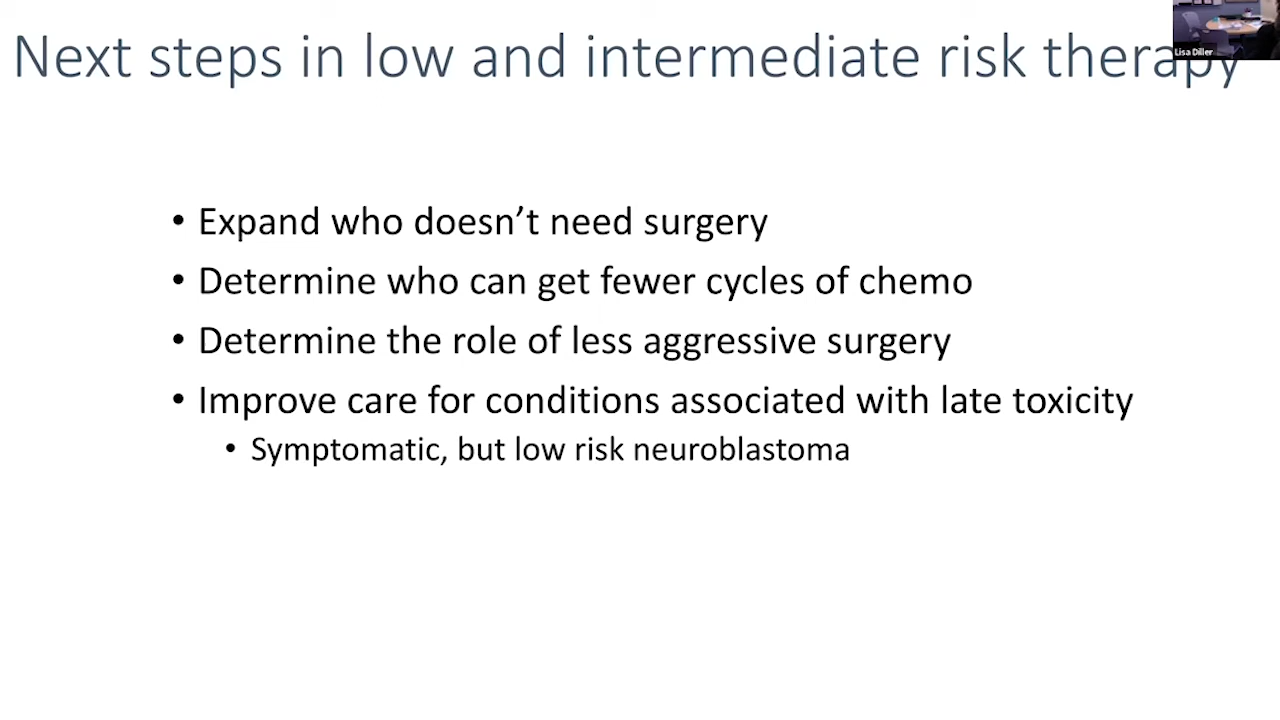 Next steps in low and intermediate risk therapy
Lisa Diller
• Expand who doesn’t need surgery
• Determine who can get fewer cycles of chemo
• Determine the role of less aggressive surgery
• Improve care for conditions associated with late toxicity
• Symptomatic, but low risk neuroblastoma